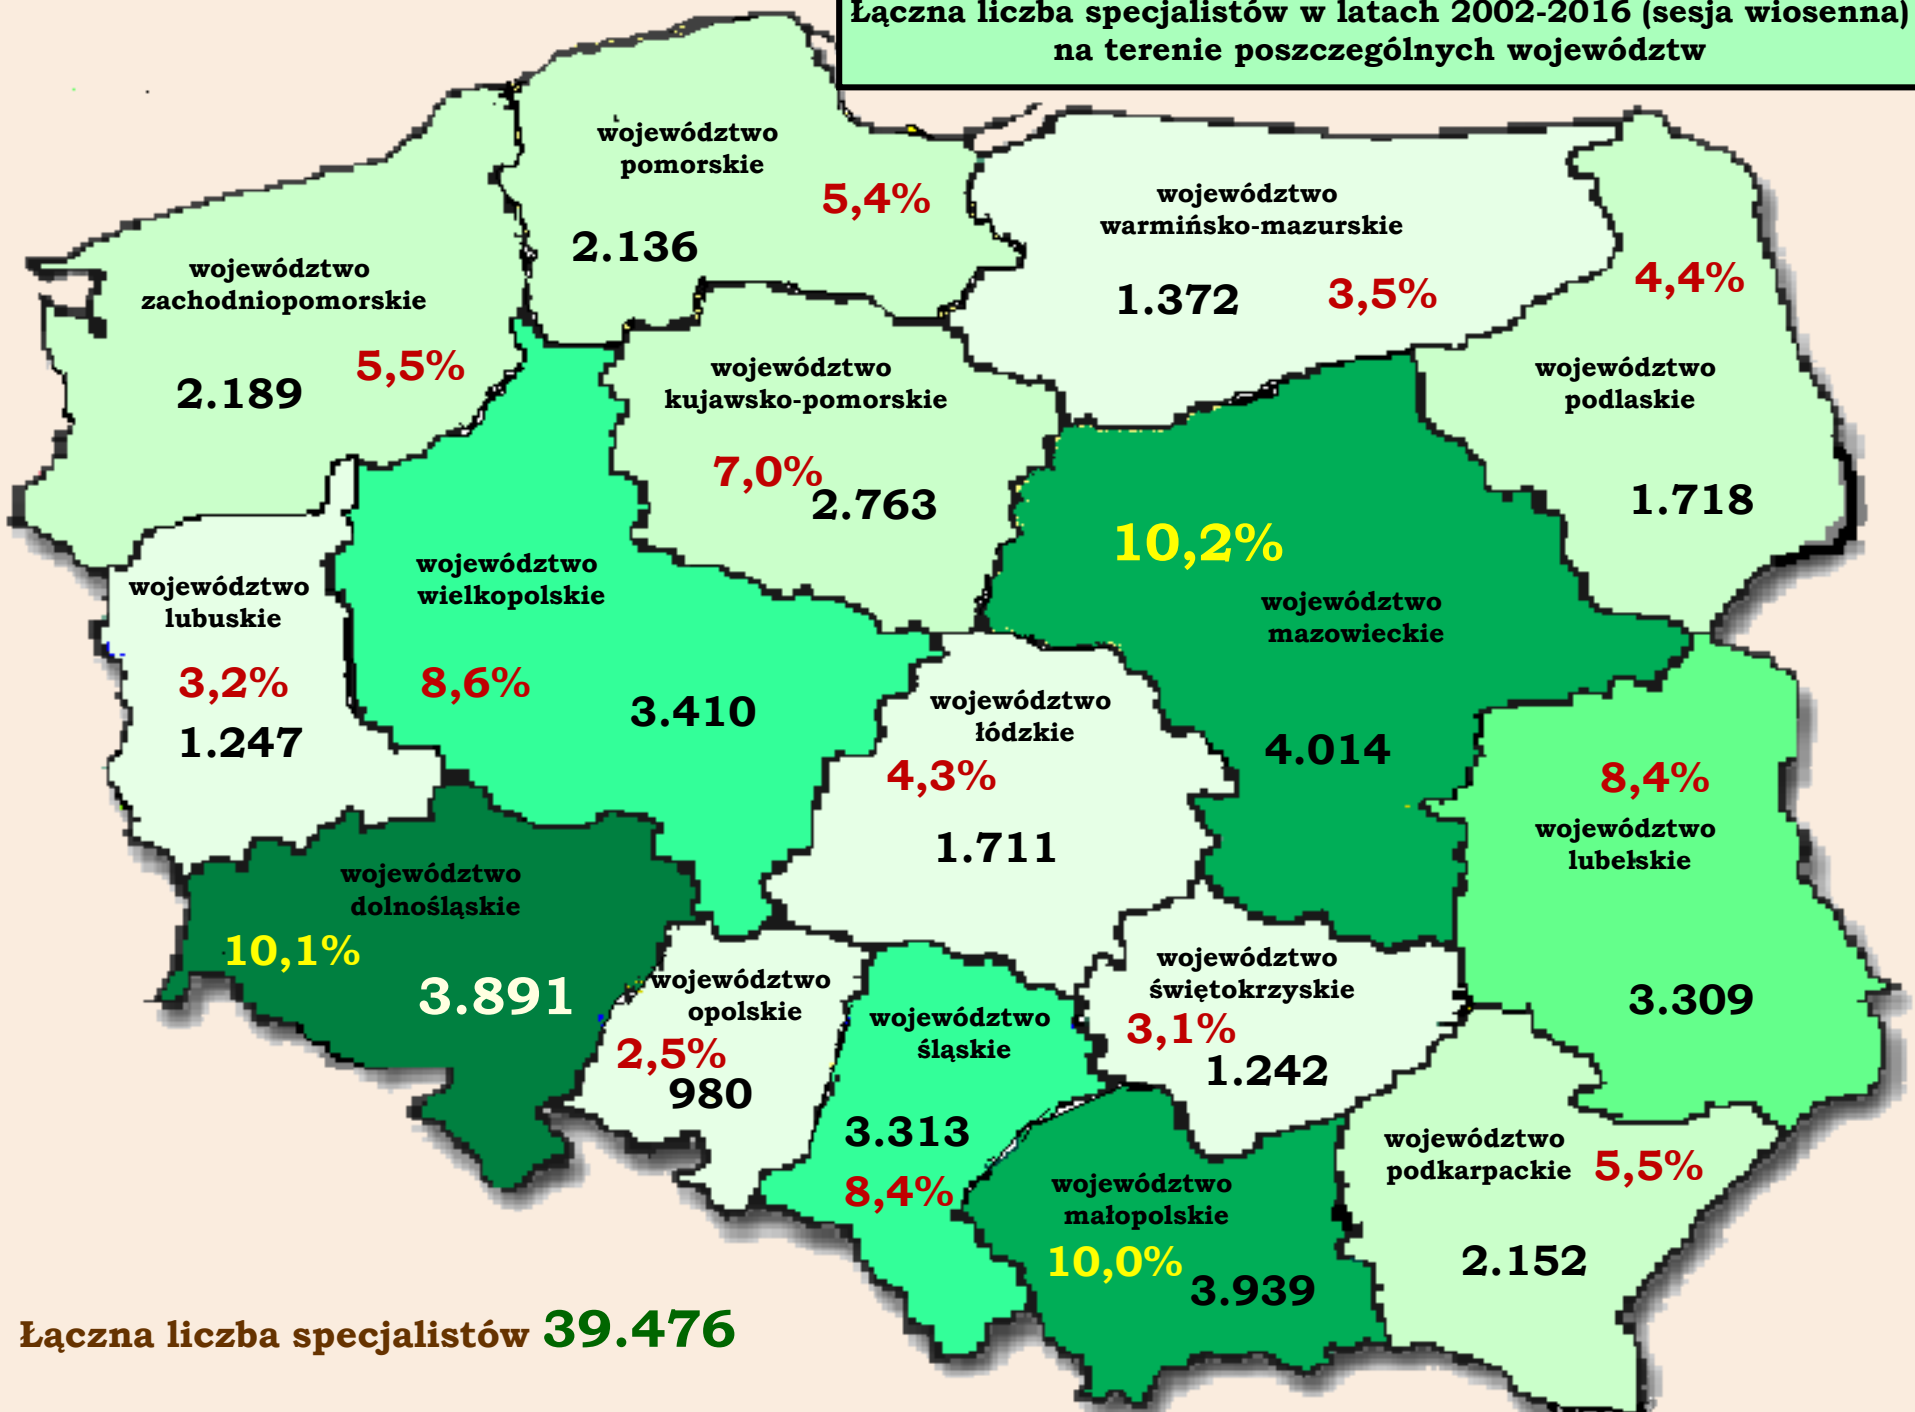 Łączna liczba specjalistów w latach 2002-2016 (sesja wiosenna)
na terenie poszczególnych województw
województwo
pomorskie
5,4%
2.136
województwo
warmińsko-mazurskie
1.372
3,5%
4,4%
województwo
podlaskie
1.718
województwo
zachodniopomorskie
5,5%
2.189
województwo
kujawsko-pomorskie
7,0%
2.763
10,2%
województwo
mazowieckie
4.014
województwo
lubuskie
3,2%
1.247
województwo
wielkopolskie
8,6%
3.410
województwo
łódzkie
4,3%
1.711
8,4%
województwo
lubelskie
3.309
województwo
dolnośląskie
10,1%
3.891
województwo
opolskie
2,5%
980
województwo
śląskie
3.313
8,4%
województwo
świętokrzyskie
3,1%
1.242
województwo
małopolskie
10,0%
3.939
województwo
podkarpackie
5,5%
2.152
Łączna liczba specjalistów 39.476